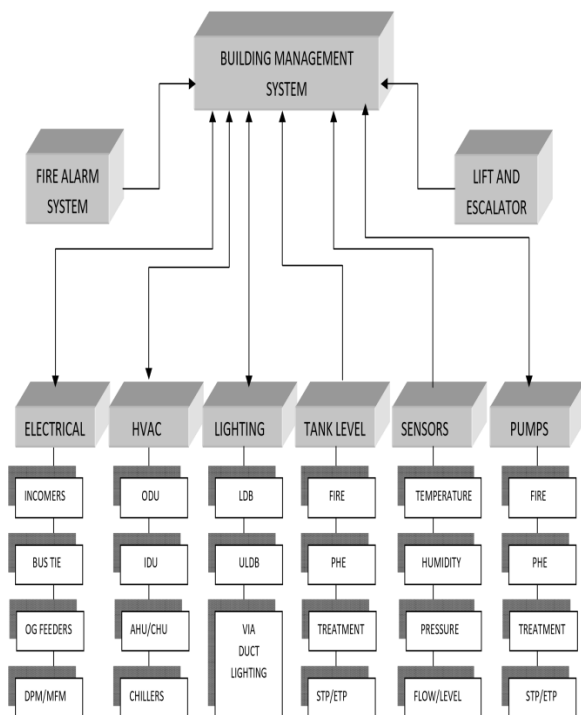 BUILDING MANAGEMENT
SYSTEM
FIRE ALARM
SYSTEM
LIFT AND
ESCALATOR
ELECTRICAL
HVAC
LIGHTING
TANK LEVEL
SENSORS
PUMPS
INCOMERS
ODU
LDB
FIRE
TEMPERATURE
FIRE
BUS TIE
IDU
ULDB
PHE
HUMIDITY
PHE
OG FEEDERS
AHU/CHU
VIA
DUCT
LIGHTING
TREATMENT
PRESSURE
TREATMENT
DPM/MFM
CHILLERS
STP/ETP
FLOW/LEVEL
STP/ETP